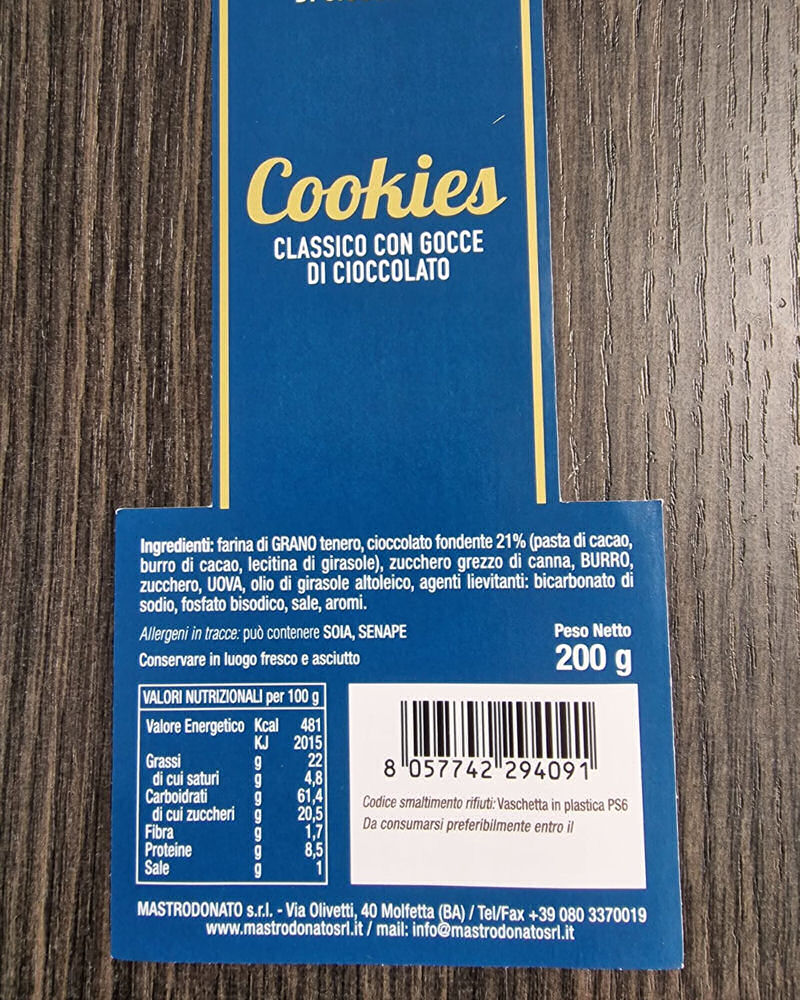 Cookies
CLASSICO CON GOCCE
DI CIOCCOLATO
Ingredienti: farina di GRANO tenero, cioccolato fondente 21% (pasta di cacao,
burro di cacao, lecitina di girasole), zucchero grezzo di canna, BURRO,
zucchero, UOVA, olio di girasole altoleico, agenti lievitanti: bicarbonato di
sodio, fosfato bisodico, sale, aromi.
Allergeni in tracce: può contenere SOIA, SENAPE
Conservare in luogo fresco e asciutto
Peso Netto
200 g
VALORI NUTRIZIONALI per 100 g
Valore Energetico Kcal 481
KJ 2015
Grassi g 22
di cui saturi g 4,8
Carboidrati g 61,4
di cui zuccheri g 20,5
Fibra g 1,7
Proteine g 8,5
Sale g 1
8 057742 294091
Codice smaltimento rifiuti: Vaschetta in plastica PS6
Da consumarsi preferibilmente entro il
MASTRODONATO s.r.l. - Via Olivetti, 40 Molfetta (BA) / Tel/Fax +39 080 3370019
www.mastrodonatosrl.it / mail: info@mastrodonatosrl.it